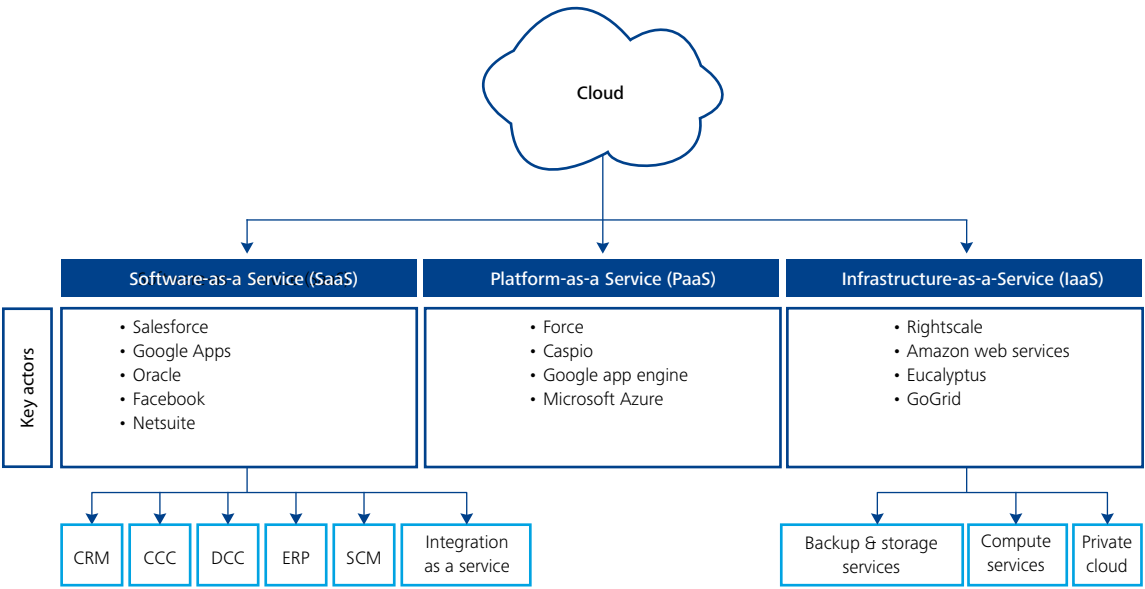 Cloud
Software-as-a Service (SaaS)
Platform-as-a Service (PaaS)
Infrastructure-as-a-Service (IaaS)
Key actors
• Salesforce
• Google Apps
• Oracle
• Facebook
• Netsuite
• Force
• Caspio
• Google app engine
• Microsoft Azure
• Rightscale
• Amazon web services
• Eucalyptus
• GoGrid
CRM
CCC
DCC
ERP
SCM
Integration
as a service
Backup & storage
services
Compute
services
Private
cloud